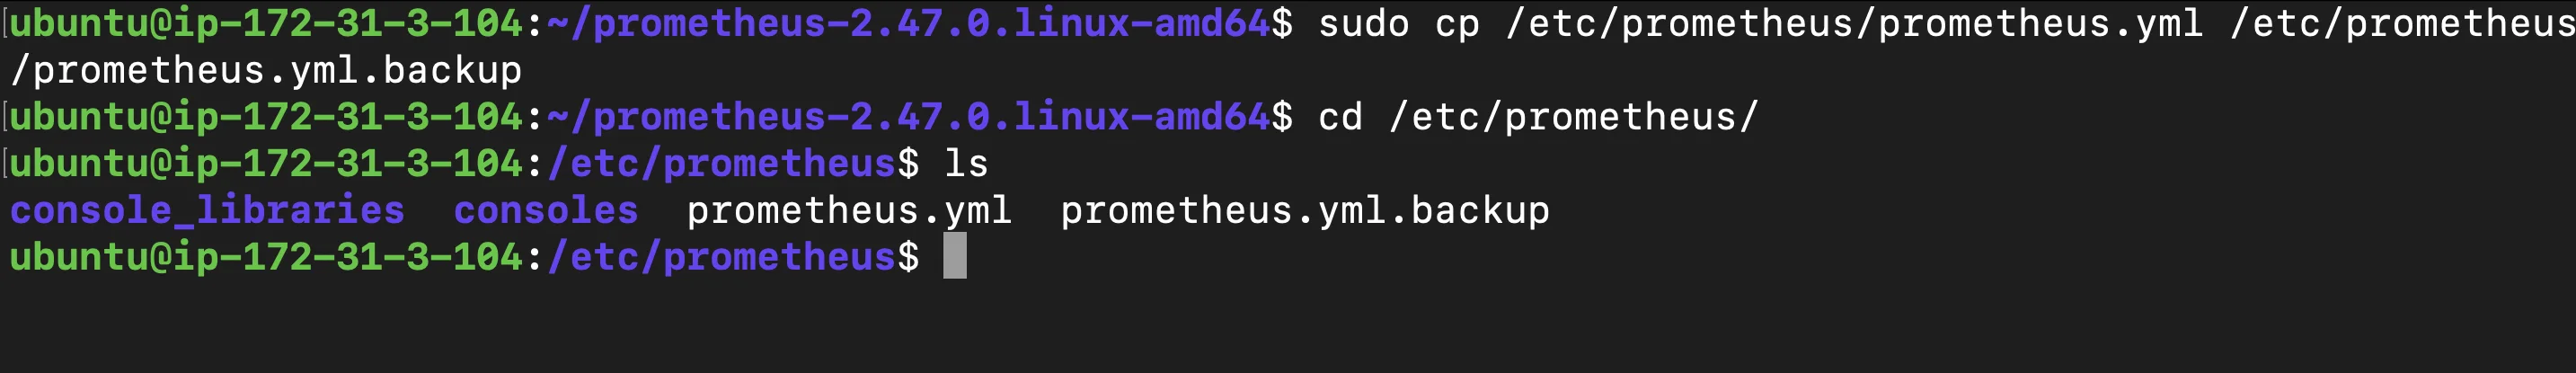 ubuntu@ip-172-31-3-104:~/prometheus-2.47.0.linux-amd64$ sudo cp /etc/prometheus/prometheus.yml /etc/prometheus
/prometheus.yml.backup
ubuntu@ip-172-31-3-104:~/prometheus-2.47.0.linux-amd64$ cd /etc/prometheus/
ubuntu@ip-172-31-3-104:/etc/prometheus$ ls
console_libraries  consoles  prometheus.yml  prometheus.yml.backup
ubuntu@ip-172-31-3-104:/etc/prometheus$